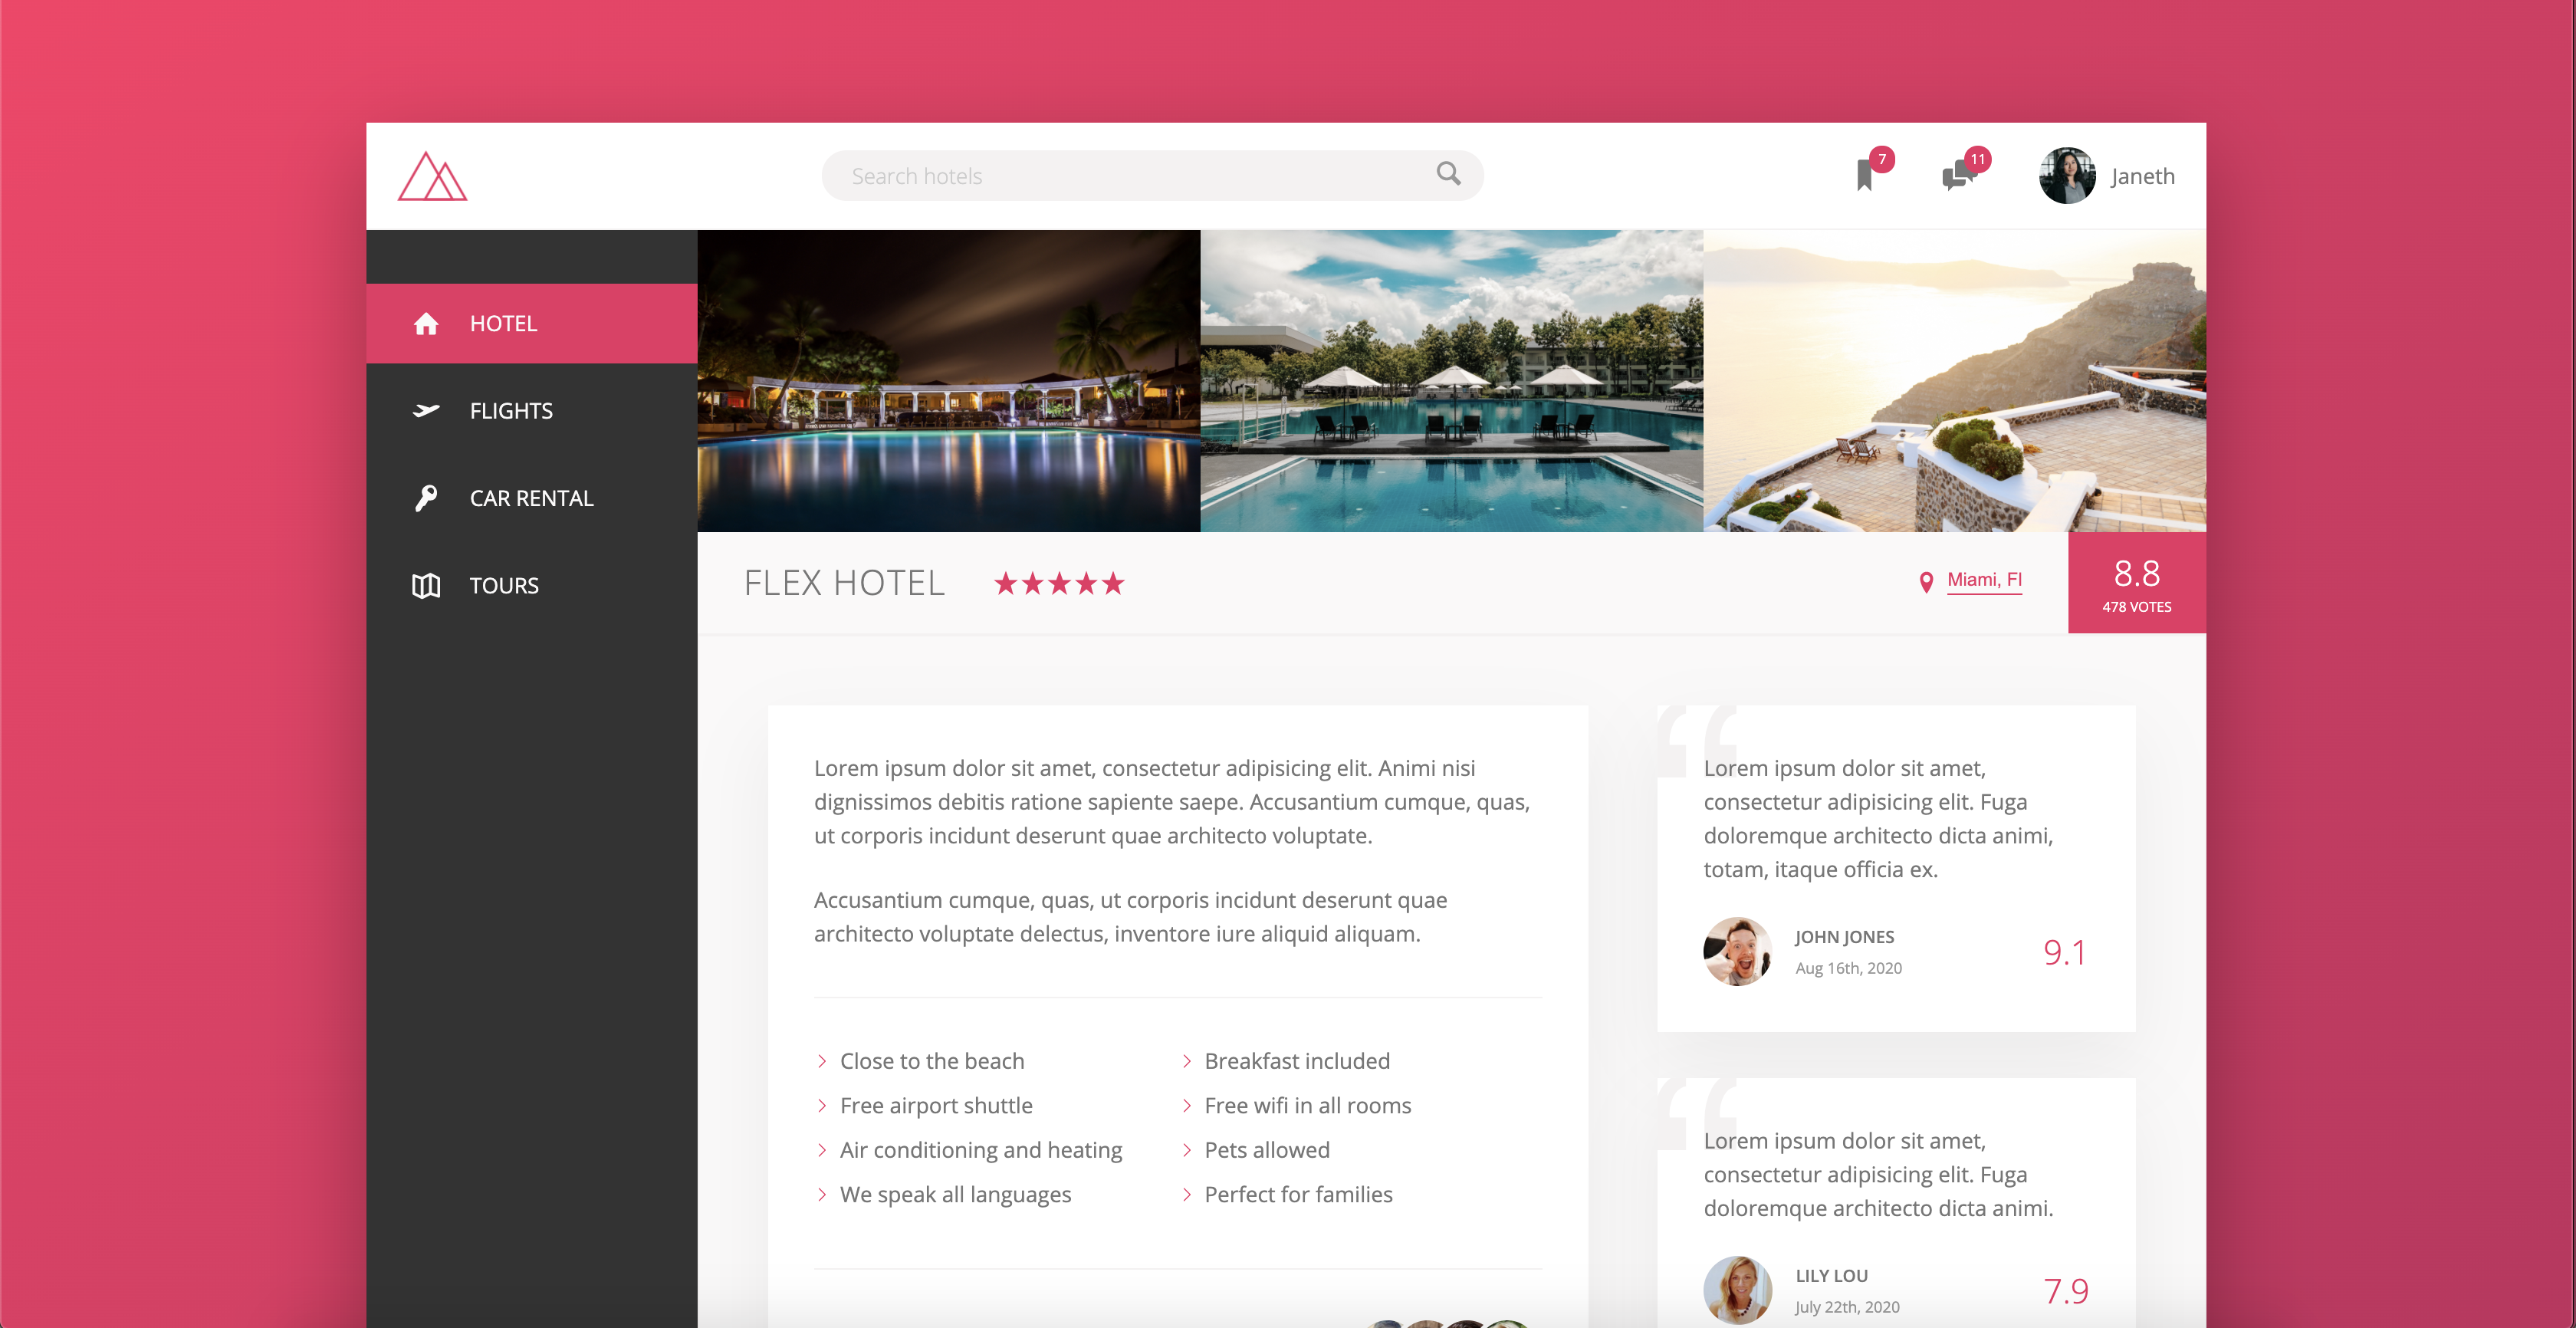 Search hotels
7
11
Janeth
HOTEL
FLIGHTS
CAR RENTAL
TOURS
FLEX HOTEL
Miami, Fl
8.8
478 VOTES
Lorem ipsum dolor sit amet, consectetur adipisicing elit. Animi nisi
dignissimos debitis ratione sapiente saepe. Accusantium cumque, quas,
ut corporis incidunt deserunt quae architecto voluptate.
Accusantium cumque, quas, ut corporis incidunt deserunt quae
architecto voluptate delectus, inventore iure aliquid aliquam.
Close to the beach
Free airport shuttle
Air conditioning and heating
We speak all languages
Breakfast included
Free wifi in all rooms
Pets allowed
Perfect for families
“
Lorem ipsum dolor sit amet,
consectetur adipisicing elit. Fuga
doloremque architecto dicta animi,
totam, itaque officia ex.
JOHN JONES
Aug 16th, 2020
9.1
“
Lorem ipsum dolor sit amet,
consectetur adipisicing elit. Fuga
doloremque architecto dicta animi.
LILY LOU
July 22th, 2020
7.9